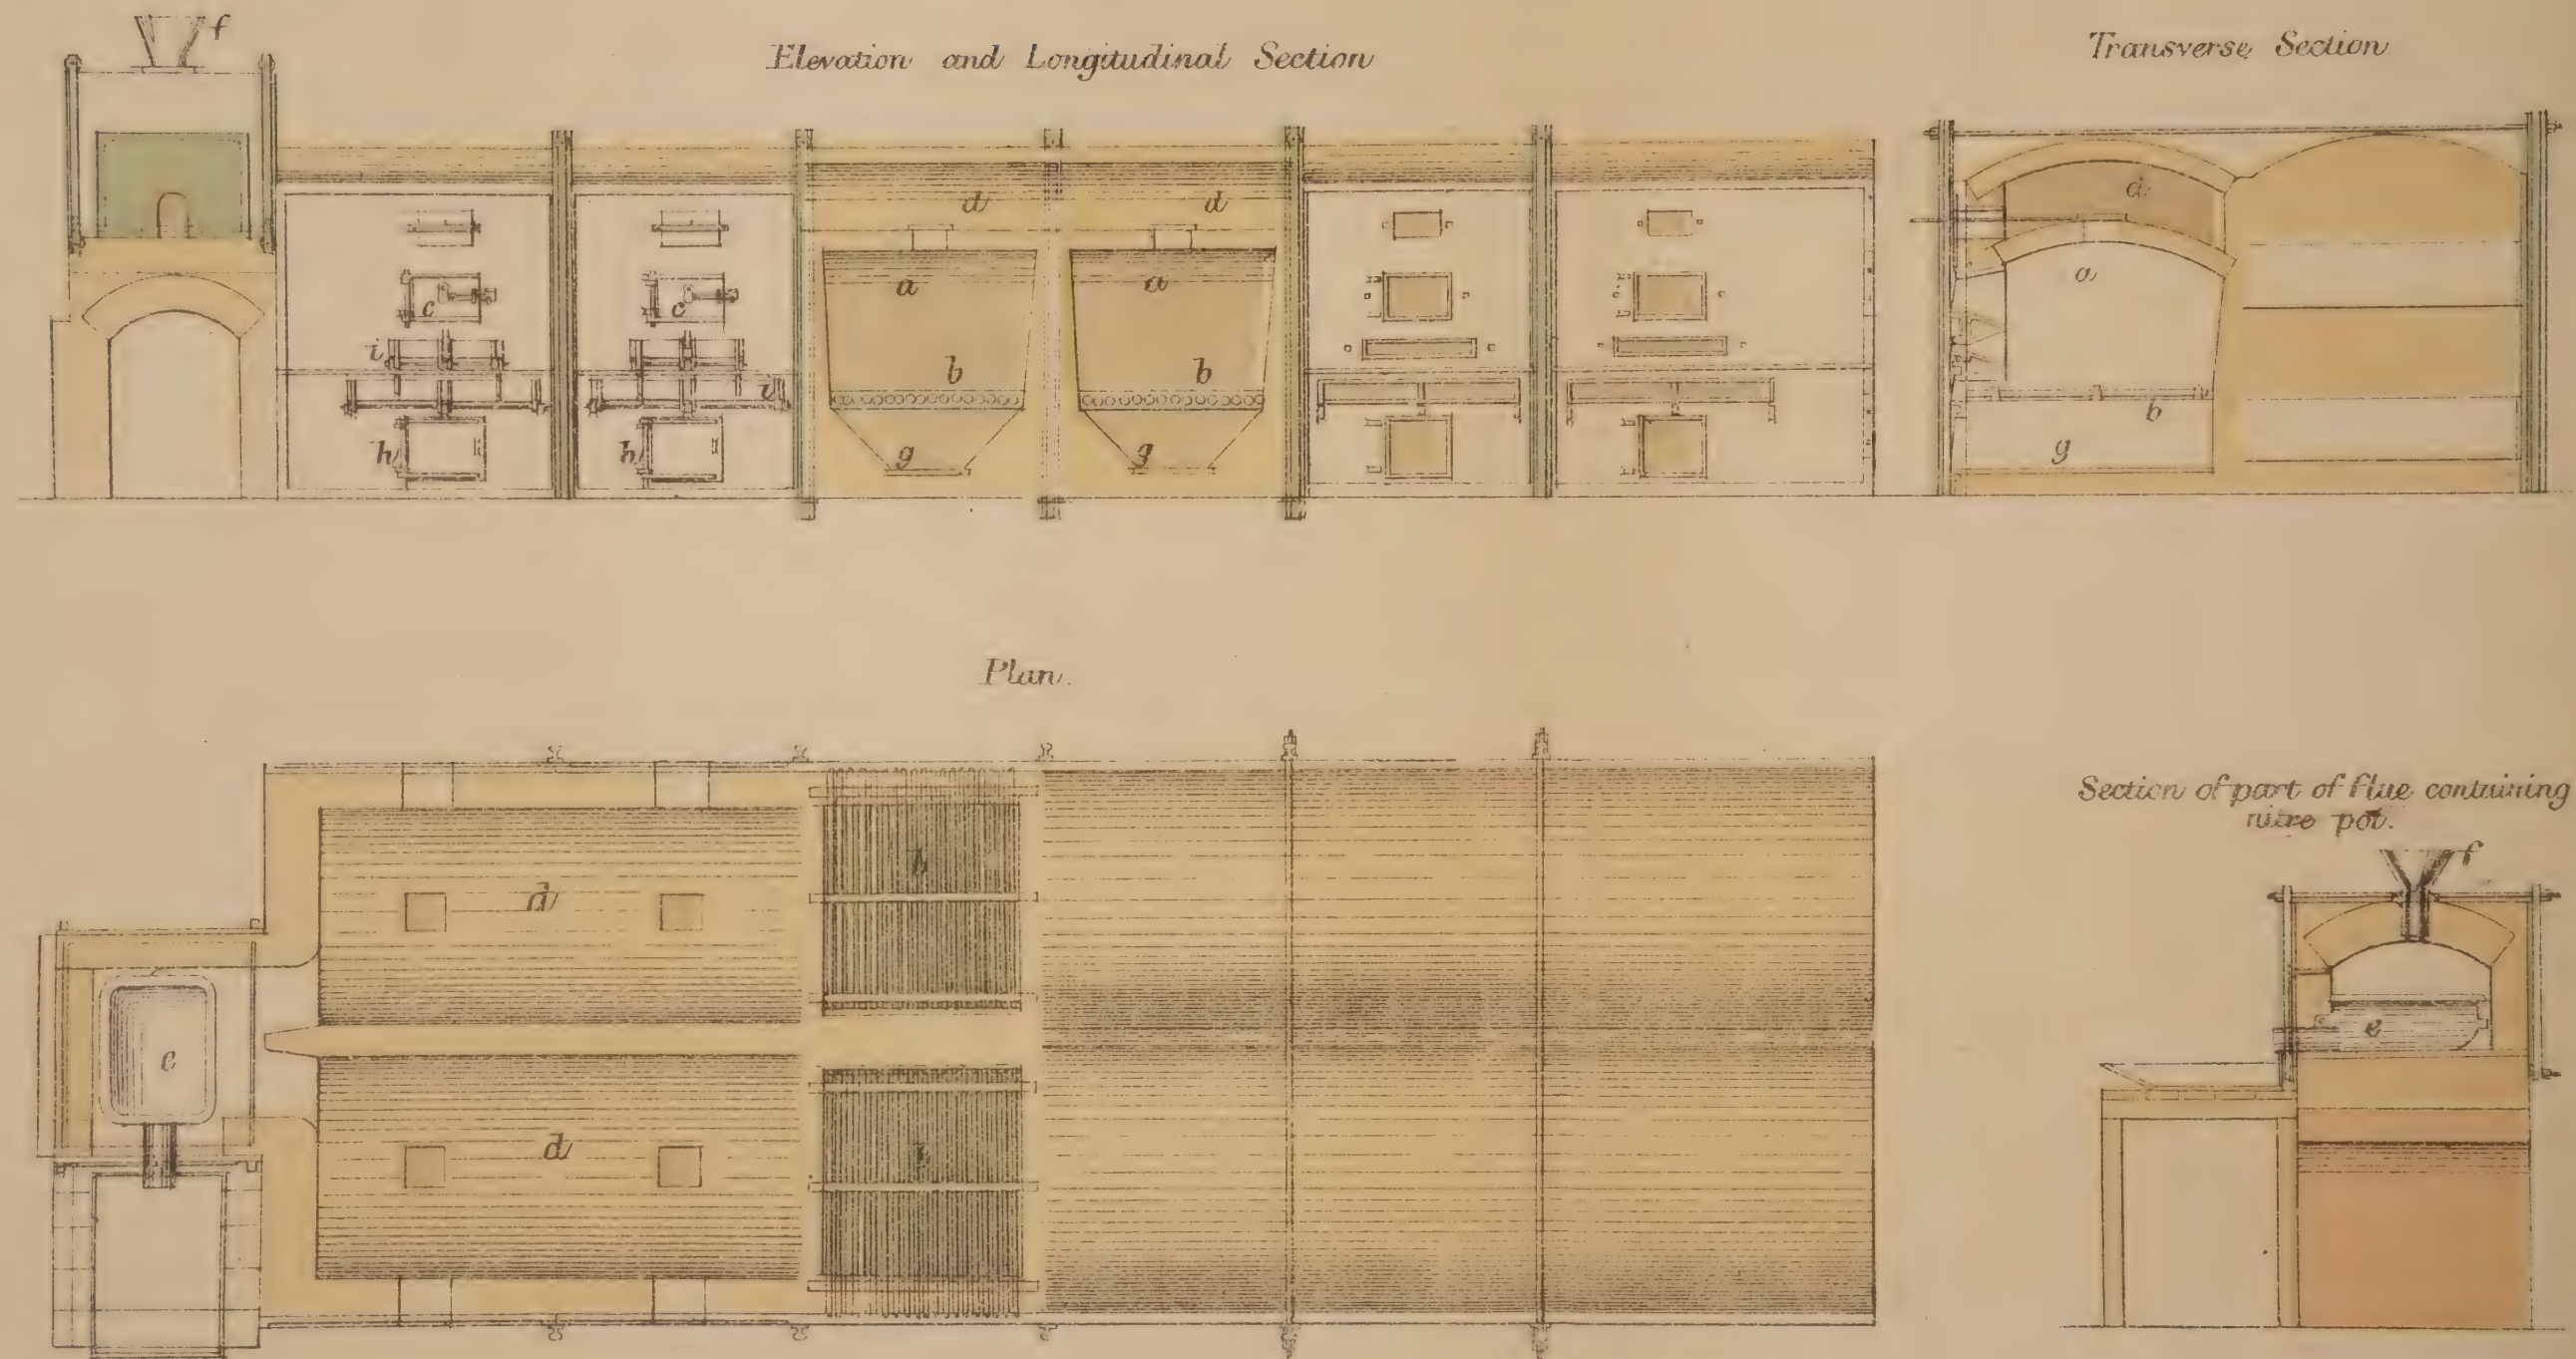 f
Elevation and Longitudinal Section
Transverse Section
d d
d
a a
a
c c
i
b b
i
b
h h
g g
g
Plan.
Section of part of flue containing
nitre pot.
f
b
d
e
e
d
b